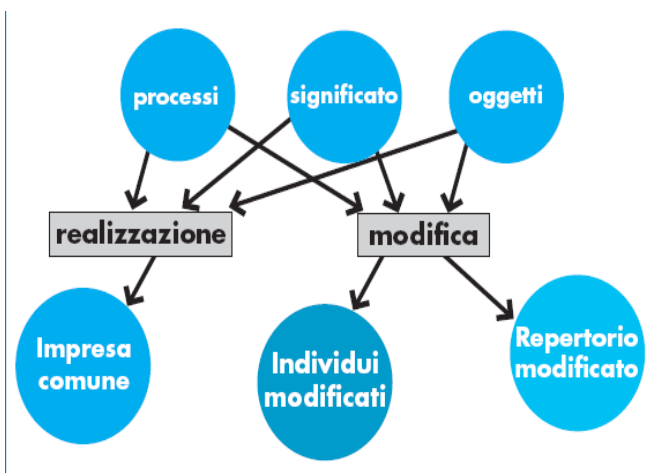 processi
significato
oggetti
realizzazione
modifica
Impresa
comune
Individui
modificati
Repertorio
modificato